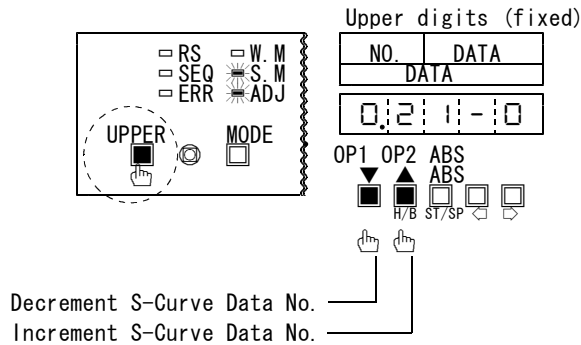 Upper digits (fixed)
RS W.M
SEQ S.M
ERR ADJ
UPPER MODE
NO. DATA
DATA
0.21-0
OP1 OP2 ABS
ABS
H/B ST/SP
Decrement S-Curve Data No.
Increment S-Curve Data No.